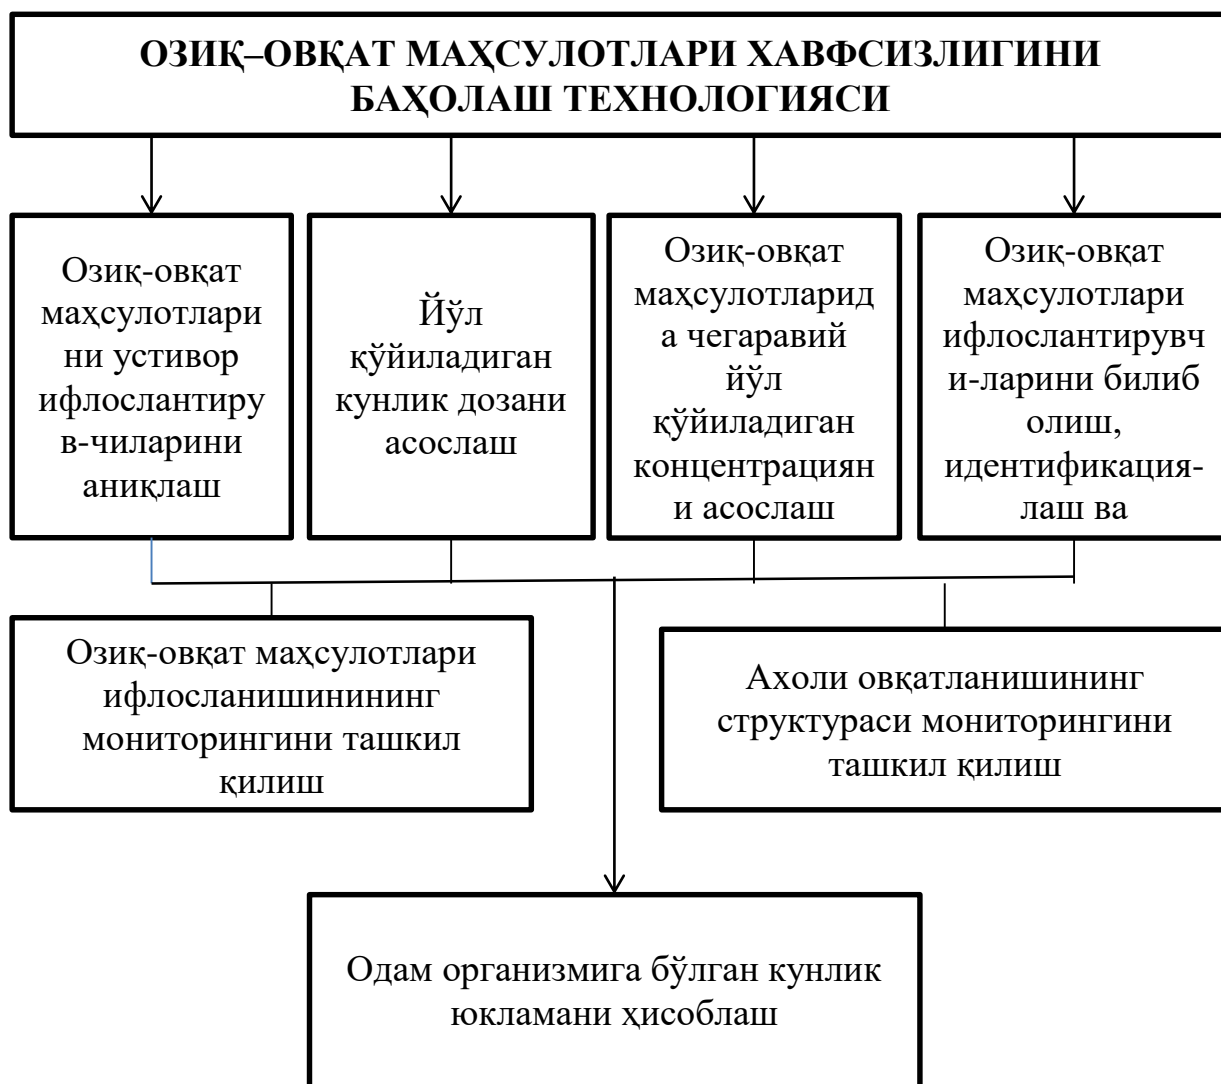 ОЗИҚ–ОВҚАТ МАҲСУЛОТЛАРИ ХАВФСИЗЛИГИНИ
БАҲОЛАШ ТЕХНОЛОГИЯСИ
Озиқ-овқат
маҳсулотлари
ни устивор
ифлослантиру
в-чиларини
аниқлаш
Йўл
қўйиладиган
кунлик дозани
асослаш
Озиқ-овқат
маҳсулотларид
а чегаравий
йўл
қўйиладиган
концентрациян
и асослаш
Озиқ-овқат
маҳсулотлари
ифлослантирувч
и-ларини билиб
олиш,
идентификация-
лаш ва
Озиқ-овқат маҳсулотлари
ифлосланишинининг
мониторингини ташкил
қилиш
Ахоли овқатланишининг
структураси мониторингини
ташкил қилиш
Одам организмига бўлган кунлик
юкламани ҳисоблаш